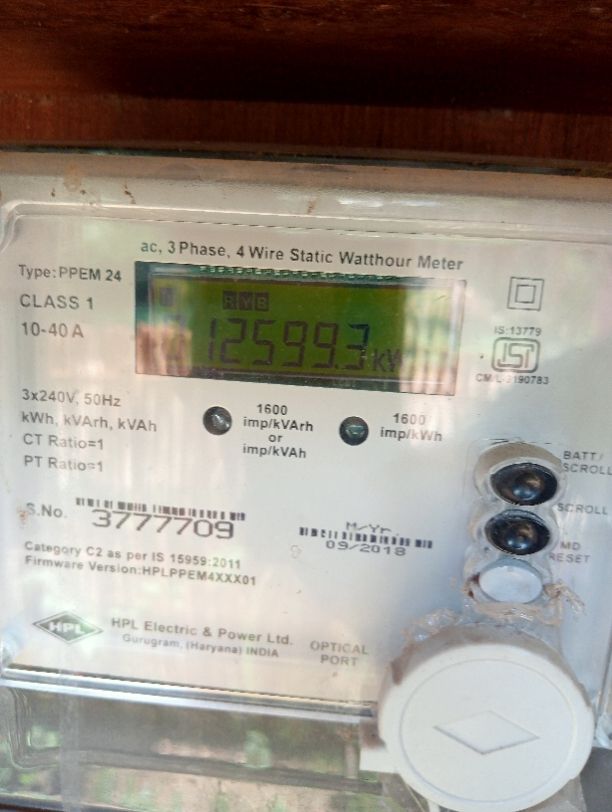 ac, 3 Phase, 4 Wire Static Watthour Meter
Type: PPEM 24
CLASS 1
10-40 A
R Y B
12599.3
IS:13779
ISI
3x240V, 50Hz
kWh, kVArh, kVAh
CT Ratio=1
PT Ratio=1
1600
imp/kVArh
or
imp/kVAh
1600
imp/kWh
BATT/
SCROLL
SCROLL
MD
RESET
S.No.
3777709
M/Yr.
09/2018
Category C2 as per IS 15959:2011
Firmware Version:HPLPPEM4XXX01
HPL
HPL Electric & Power Ltd.
Gurugram, (Haryana) INDIA
OPTICAL
PORT